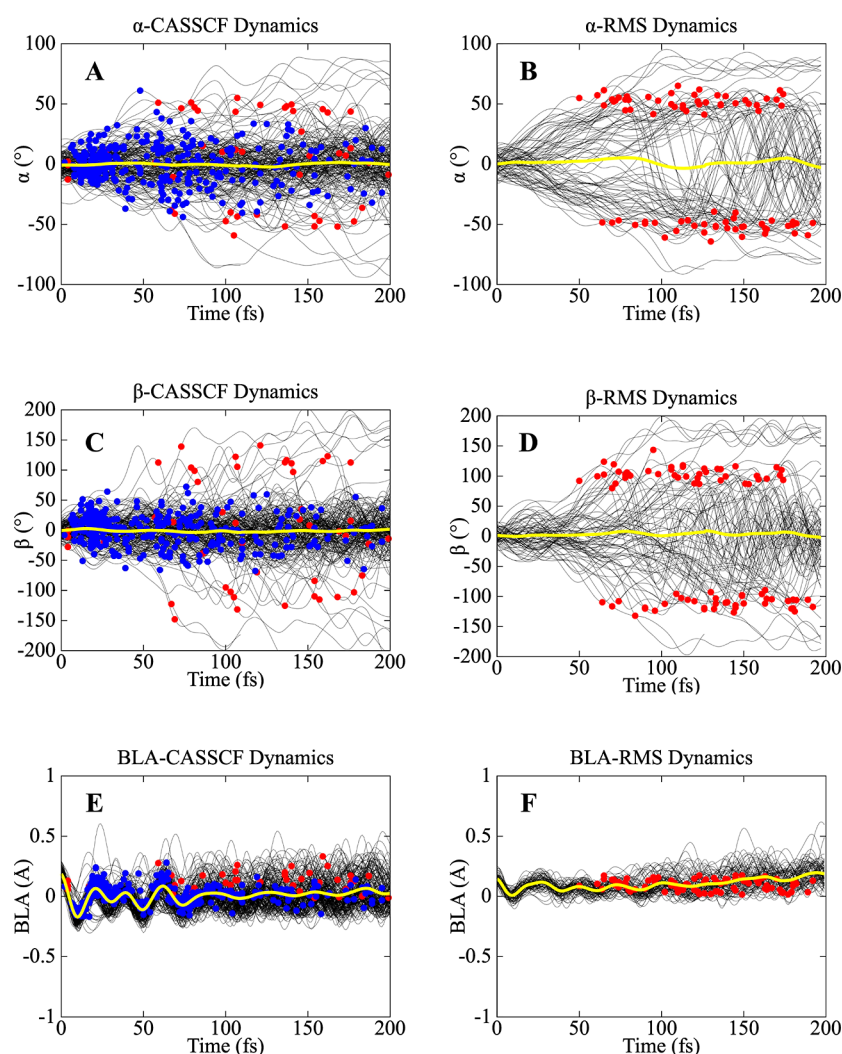 α-CASSCF Dynamics
A
α (°)
100
50
0
-50
-100
0 50 100 150 200
Time (fs)
α-RMS Dynamics
B
α (°)
100
50
0
-50
-100
0 50 100 150 200
Time (fs)
β-CASSCF Dynamics
C
β (°)
200
150
100
50
0
-50
-100
-150
-200
0 50 100 150 200
Time (fs)
β-RMS Dynamics
D
β (°)
200
150
100
50
0
-50
-100
-150
-200
0 50 100 150 200
Time (fs)
BLA-CASSCF Dynamics
E
BLA (Å)
1
0.5
0
-0.5
-1
0 50 100 150 200
Time (fs)
BLA-RMS Dynamics
F
BLA (Å)
1
0.5
0
-0.5
-1
0 50 100 150 200
Time (fs)